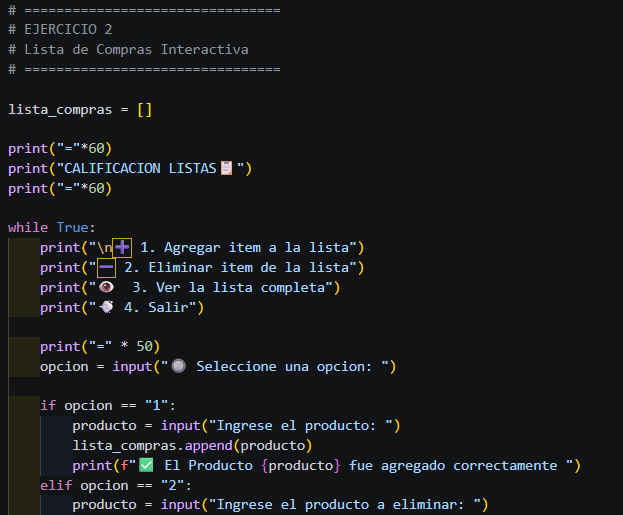 # ================================
# EJERCICIO 2
# Lista de Compras Interactiva
# ================================
lista_compras = []
print("="*60)
print("CALIFICACION LISTAS📋")
print("="*60)
while True:
    print("\n➕ 1. Agregar item a la lista")
    print("➖ 2. Eliminar item de la lista")
    print("👁  3. Ver la lista completa")
    print("🛰 4. Salir")
    print("=" * 50)
    opcion = input("🔘 Seleccione una opcion: ")
    if opcion == "1":
        producto = input("Ingrese el producto: ")
        lista_compras.append(producto)
        print(f"✅ El Producto {producto} fue agregado correctamente ")
    elif opcion == "2":
        producto = input("Ingrese el producto a eliminar: ")